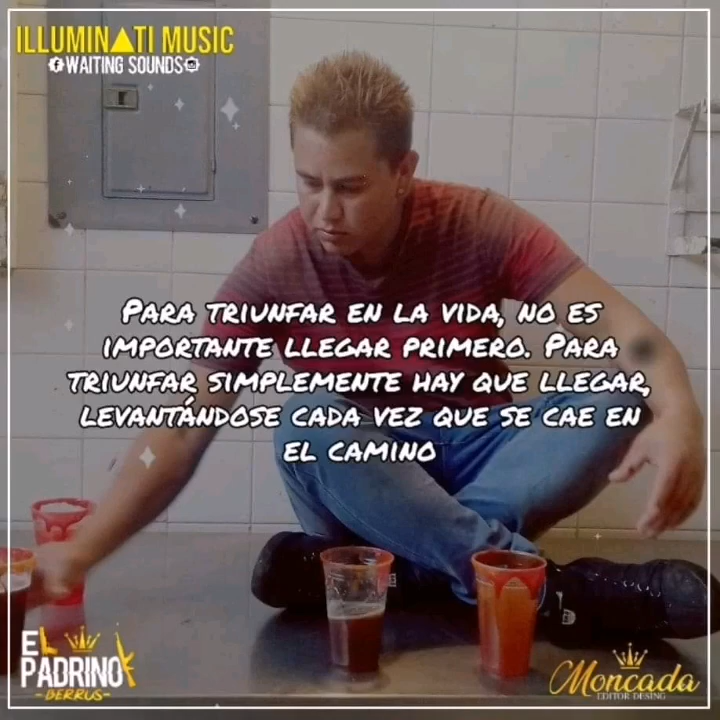 ILLUMINATI MUSIC
WAITING SOUNDS
PARA TRIUNFAR EN LA VIDA, NO ES
IMPORTANTE LLEGAR PRIMERO. PARA
TRIUNFAR SIMPLEMENTE HAY QUE LLEGAR,
LEVANTÁNDOSE CADA VEZ QUE SE CAE EN
EL CAMINO
EL
PADRINO
-BERRUS-
Moncada
EDITOR DESING